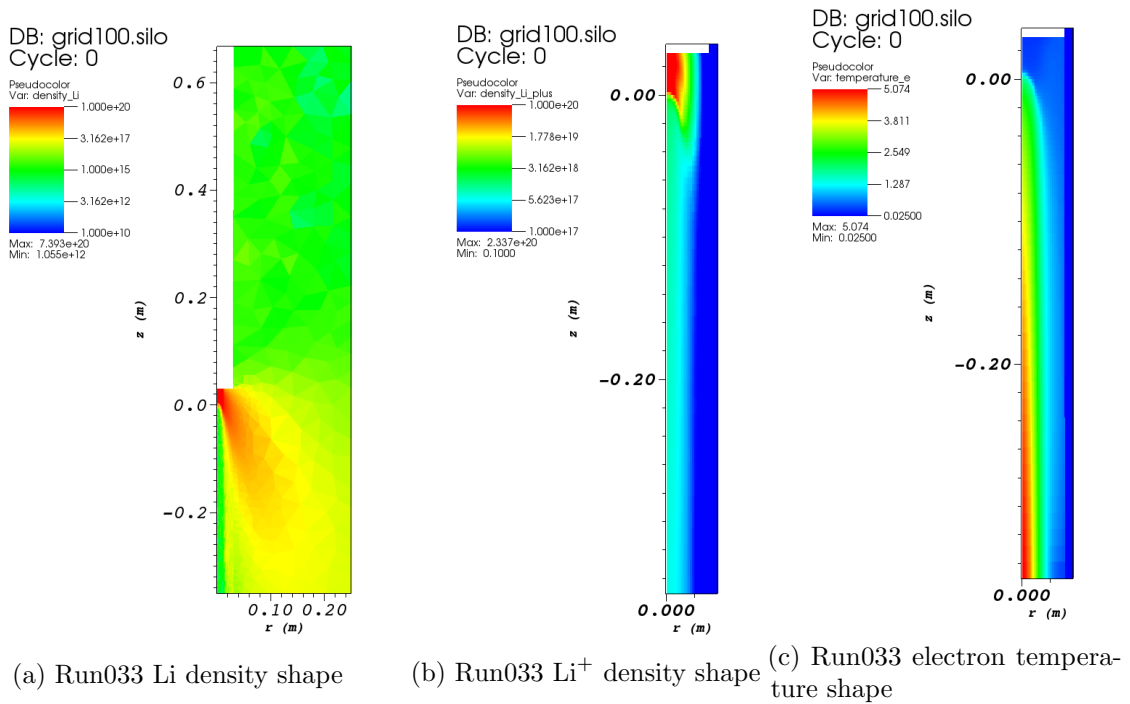 DB: grid100.silo
Cycle: 0
Pseudocolor
Var: density_Li
1.000e+20
3.162e+17
1.000e+15
3.162e+12
1.000e+10
Max: 7.393e+20
Min: 1.055e+12
0.6
0.4
0.2
0.0
-0.2
z (m)
0.10 0.20
r (m)
(a) Run033 Li density shape
DB: grid100.silo
Cycle: 0
Pseudocolor
Var: density_Li_plus
1.000e+20
1.778e+19
3.162e+18
5.623e+17
1.000e+17
Max: 2.337e+20
Min: 0.1000
0.00
-0.20
z (m)
0.000
r (m)
(b) Run033 Li+ density shape
DB: grid100.silo
Cycle: 0
Pseudocolor
Var: temperature_e
5.074
3.811
2.549
1.287
0.02500
Max: 5.074
Min: 0.02500
0.00
-0.20
z (m)
0.000
r (m)
(c) Run033 electron tempera-
ture shape